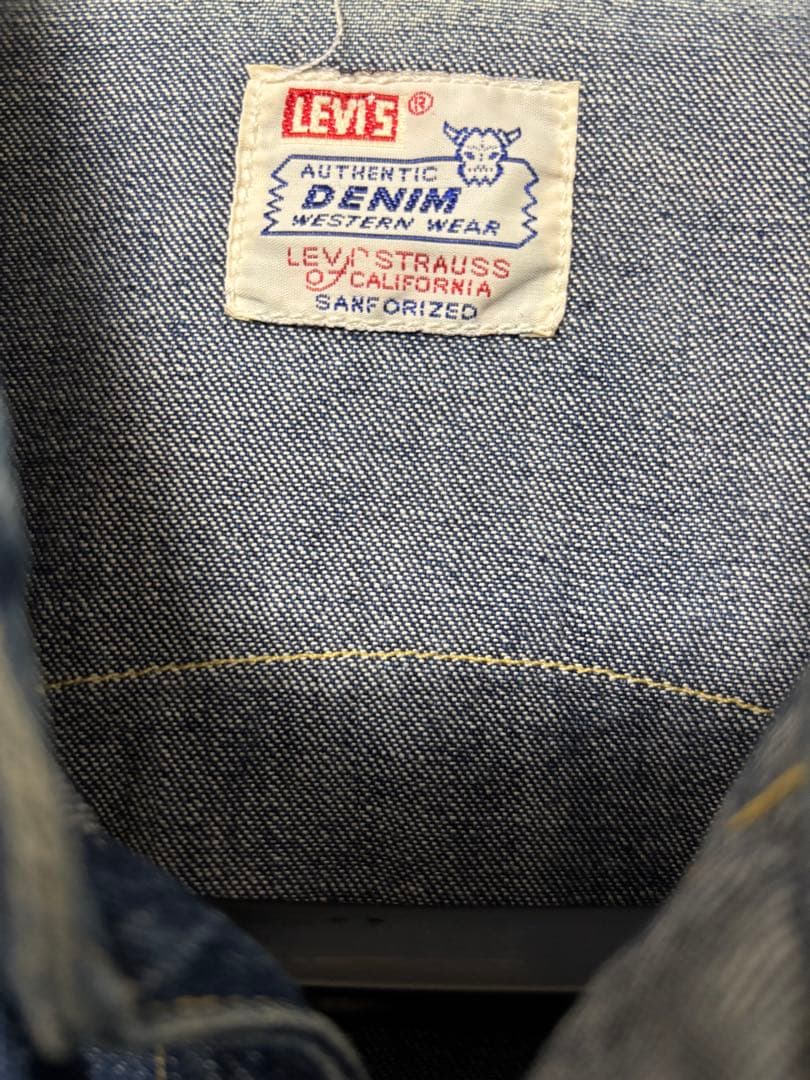 LEVI'S ®
AUTHENTIC
DENIM
WESTERN WEAR
LEVI STRAUSS
of CALIFORNIA
SANFORIZED